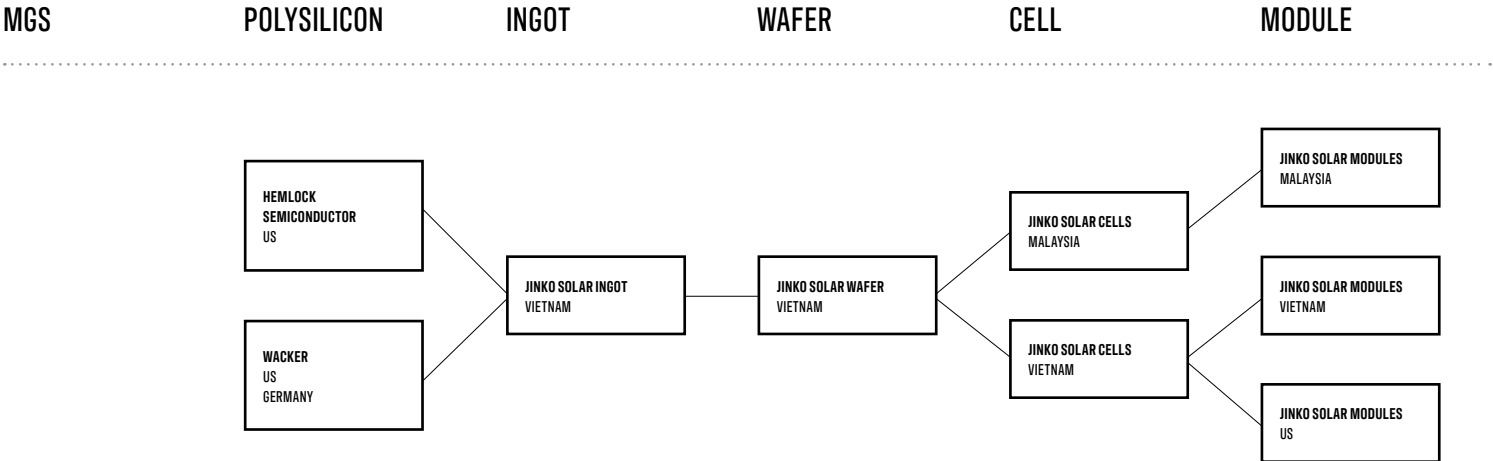 MGS
POLYSILICON
INGOT
WAFER
CELL
MODULE
HEMLOCK
SEMICONDUCTOR
US
WACKER
US
GERMANY
JINKO SOLAR INGOT
VIETNAM
JINKO SOLAR WAFER
VIETNAM
JINKO SOLAR CELLS
MALAYSIA
JINKO SOLAR CELLS
VIETNAM
JINKO SOLAR MODULES
MALAYSIA
JINKO SOLAR MODULES
VIETNAM
JINKO SOLAR MODULES
US